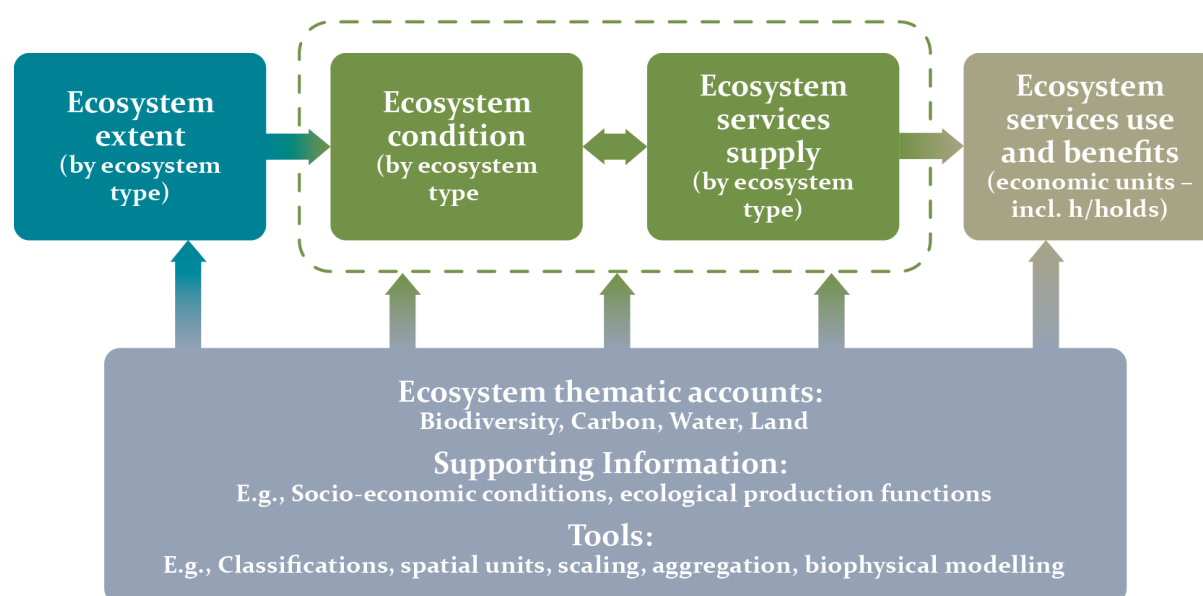 Ecosystem
extent
(by ecosystem
type)
Ecosystem
condition
(by ecosystem
type
Ecosystem
services
supply
(by ecosystem
type)
Ecosystem
services use
and benefits
(economic units –
incl. h/holds)
Ecosystem thematic accounts:
Biodiversity, Carbon, Water, Land
Supporting Information:
E.g., Socio-economic conditions, ecological production functions
Tools:
E.g., Classifications, spatial units, scaling, aggregation, biophysical modelling